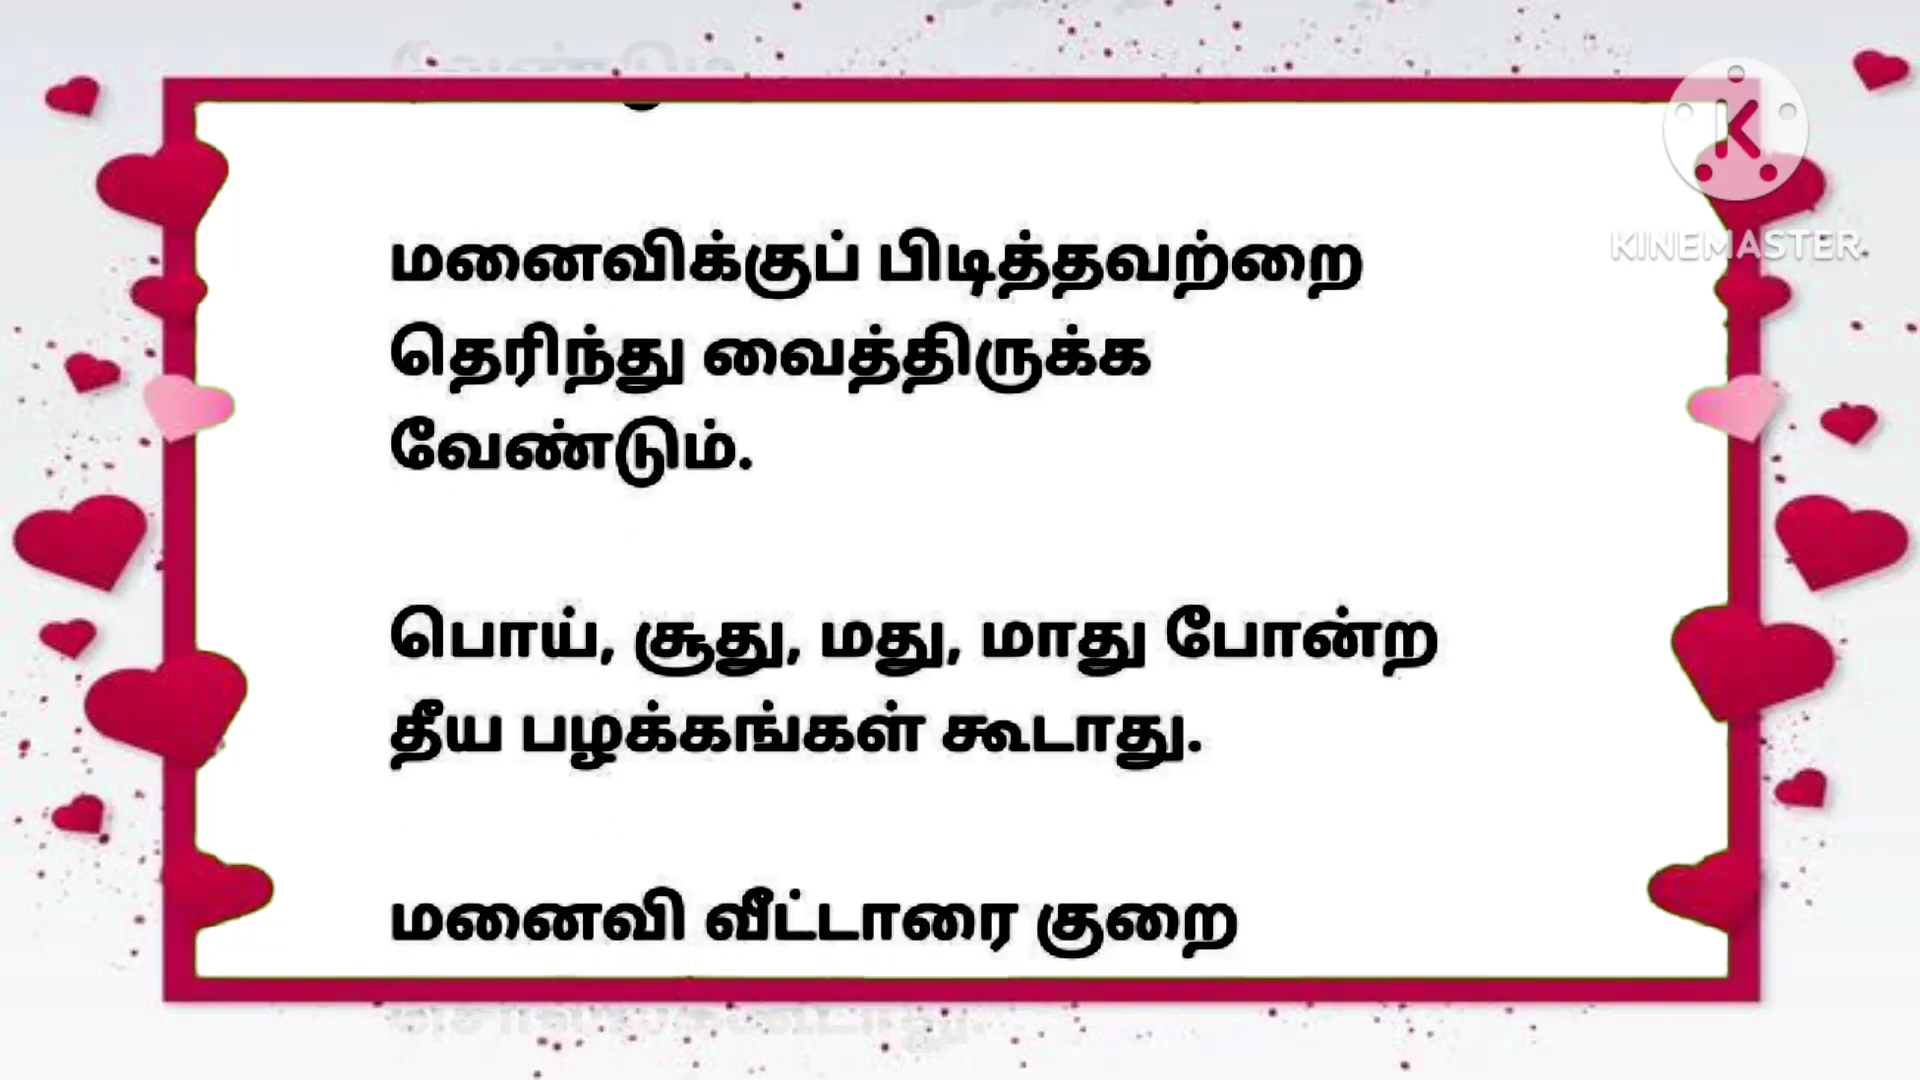 மனைவிக்குப் பிடித்தவற்றை
தெரிந்து வைத்திருக்க
வேண்டும்.
பொய், சூது, மது, மாது போன்ற
தீய பழக்கங்கள் கூடாது.
மனைவி வீட்டாரை குறை
KINEMASTER